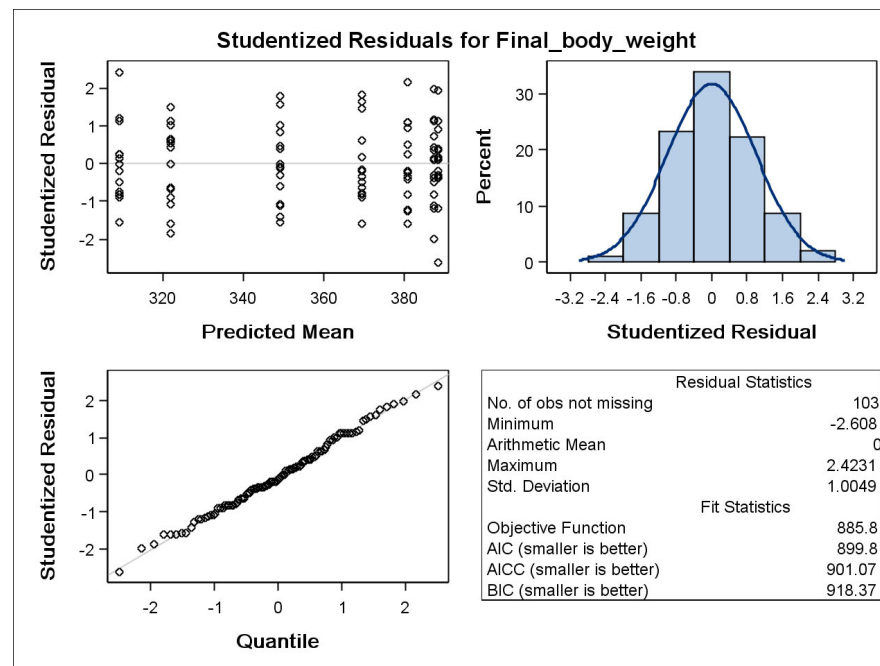 Studentized Residuals for Final_body_weight
Studentized Residual
2
1
0
-1
-2
320 340 360 380
Predicted Mean
Percent
30
20
10
0
-3.2 -2.4 -1.6 -0.8 0 0.8 1.6 2.4 3.2
Studentized Residual
Studentized Residual
2
1
0
-1
-2
-2 -1 0 1 2
Quantile
Residual Statistics
No. of obs not missing 103
Minimum -2.608
Arithmetic Mean 0
Maximum 2.4231
Std. Deviation 1.0049
Fit Statistics
Objective Function 885.8
AIC (smaller is better) 899.8
AICC (smaller is better) 901.07
BIC (smaller is better) 918.37